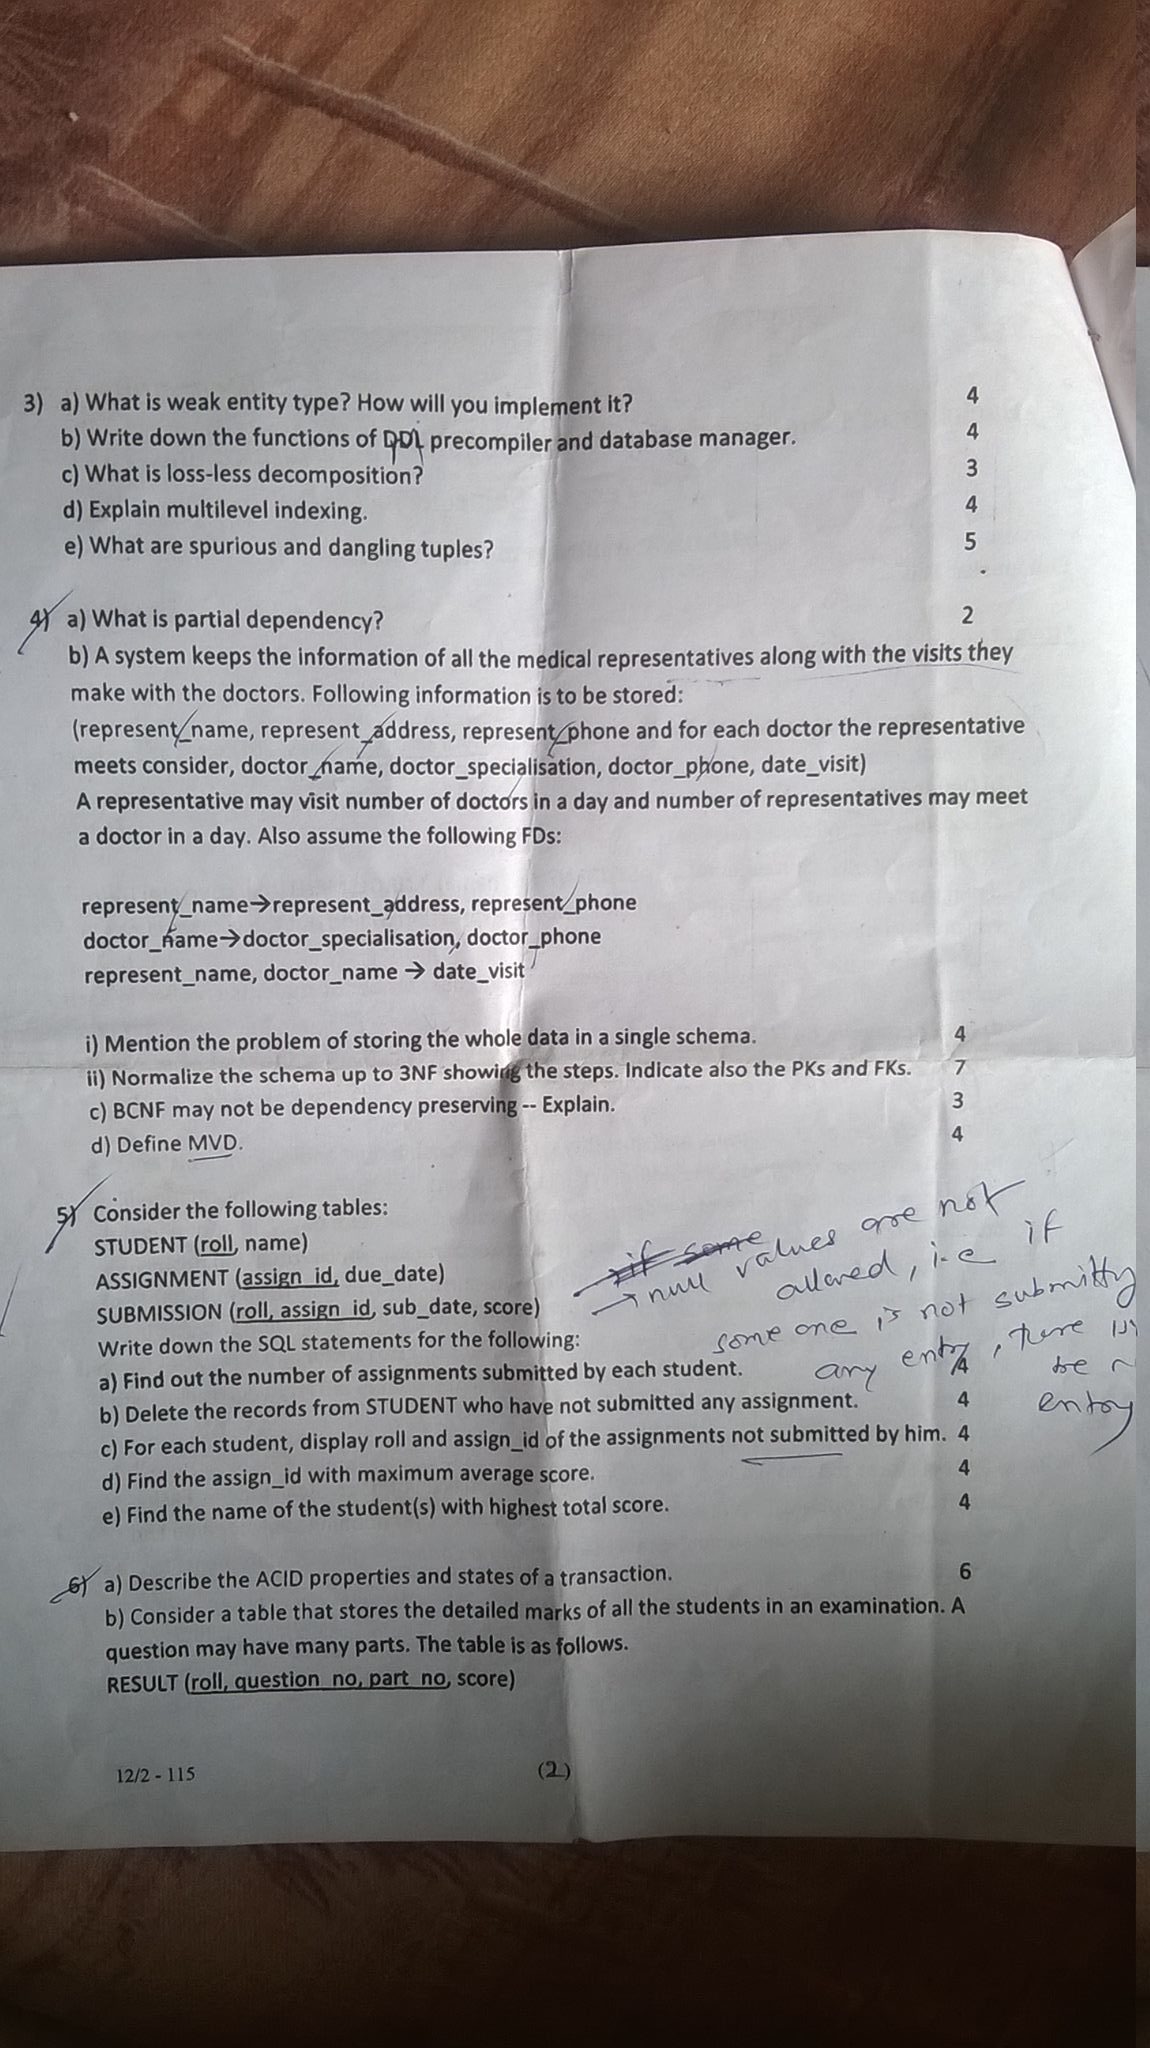 3) a) What is weak entity type? How will you implement it? 4
b) Write down the functions of DDL precompiler and database manager. 4
c) What is loss-less decomposition? 3
d) Explain multilevel indexing. 4
e) What are spurious and dangling tuples? 5
4) a) What is partial dependency? 2
b) A system keeps the information of all the medical representatives along with the visits they
make with the doctors. Following information is to be stored:
(represent_name, represent_address, represent_phone and for each doctor the representative
meets consider, doctor_name, doctor_specialisation, doctor_phone, date_visit)
A representative may visit number of doctors in a day and number of representatives may meet
a doctor in a day. Also assume the following FDs:
represent_name→represent_address, represent_phone
doctor_name→doctor_specialisation, doctor_phone
represent_name, doctor_name → date_visit
i) Mention the problem of storing the whole data in a single schema. 4
ii) Normalize the schema up to 3NF showing the steps. Indicate also the PKs and FKs. 7
c) BCNF may not be dependency preserving -- Explain. 3
d) Define MVD. 4
5) Consider the following tables:
STUDENT (roll, name)
ASSIGNMENT (assign_id, due_date)
SUBMISSION (roll, assign_id, sub_date, score)
if some
→ null values are not
allowed, i.e if
some one is not submitty
any entry, there
be
entry
Write down the SQL statements for the following:
a) Find out the number of assignments submitted by each student. 4
b) Delete the records from STUDENT who have not submitted any assignment. 4
c) For each student, display roll and assign_id of the assignments not submitted by him. 4
d) Find the assign_id with maximum average score. 4
e) Find the name of the student(s) with highest total score. 4
6) a) Describe the ACID properties and states of a transaction. 6
b) Consider a table that stores the detailed marks of all the students in an examination. A
question may have many parts. The table is as follows.
RESULT (roll, question_no, part_no, score)
12/2 - 115
(2)